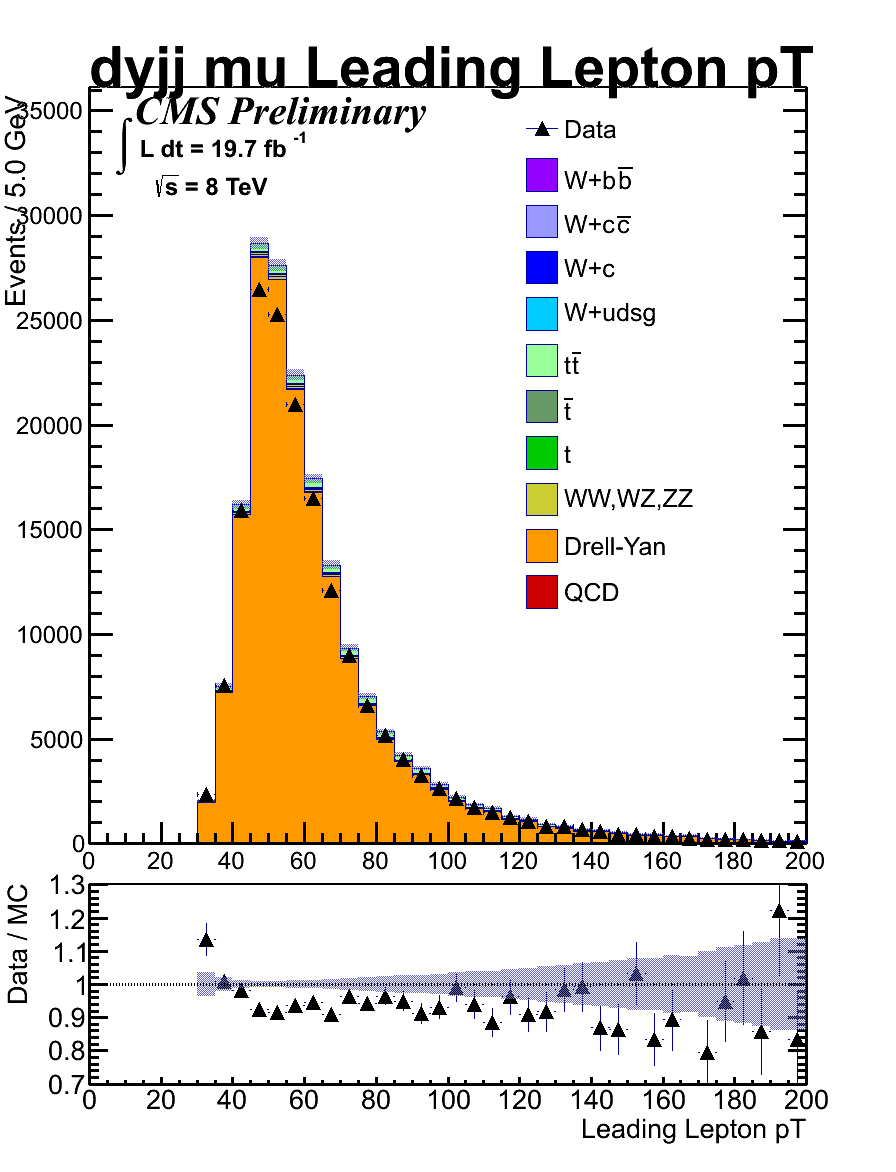 dyjj mu Leading Lepton pT
CMS Preliminary
∫ L dt = 19.7 fb -1
√s = 8 TeV
Events / 5.0 GeV
35000
30000
25000
20000
15000
10000
5000
0
Data
W+bb̅
W+cc̅
W+c
W+udsg
tt̅
t̅
t
WW,WZ,ZZ
Drell-Yan
QCD
0 20 40 60 80 100 120 140 160 180 200
Data / MC
1.3
1.2
1.1
1
0.9
0.8
0.7
0 20 40 60 80 100 120 140 160 180 200
Leading Lepton pT